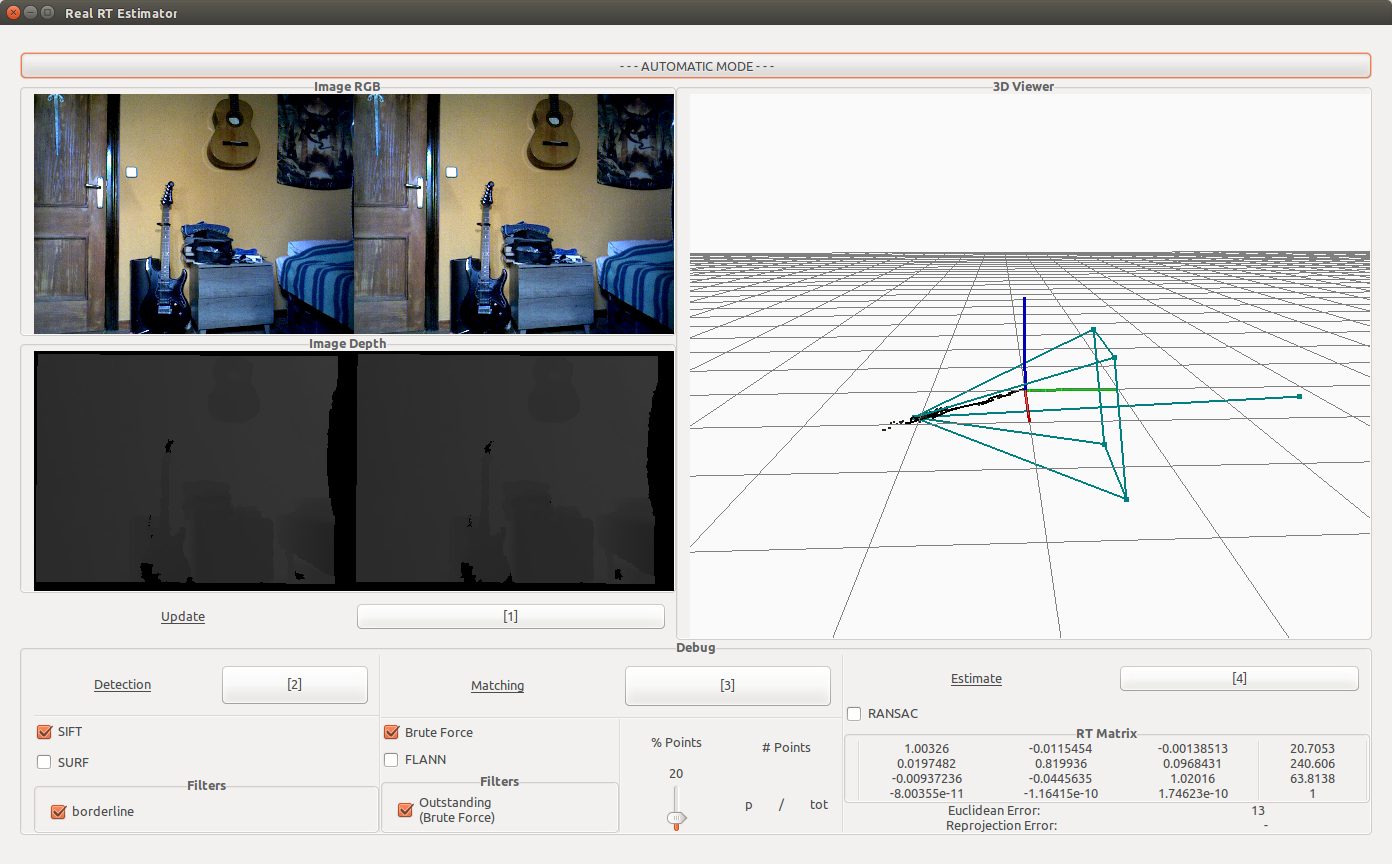 Real RT Estimator
- - - AUTOMATIC MODE - - -
Image RGB
3D Viewer
Image Depth
Update
[1]
Debug
Detection
[2]
Matching
[3]
Estimate
[4]
SIFT
SURF
Filters
borderline
Brute Force
FLANN
Filters
Outstanding
(Brute Force)
% Points
# Points
20
p / tot
RANSAC
RT Matrix
1.00326 -0.0115454 -0.00138513 20.7053
0.0197482 0.819936 0.0968431 240.606
-0.00937236 -0.0445635 1.02016 63.8138
-8.00355e-11 -1.16415e-10 1.74623e-10 1
Euclidean Error: 13
Reprojection Error: -